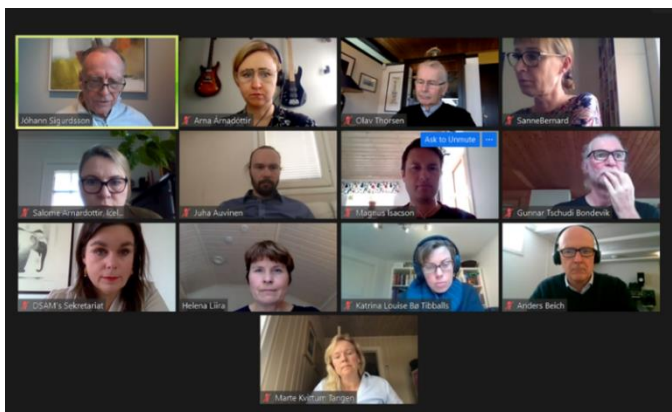 Jóhann Sigurdsson
Arna Árnadóttir
Olav Thorsen
SanneBernard
Salome Arnardottir, Icel...
Juha Auvinen
Ask to Unmute
...
Magnus Isacson
Gunnar Tschudi Bondevik
DSAM's Sekretariat
Helena Liira
Katrina Louise Bø Tibballs
Anders Beich
Marte Kvittum Tangen